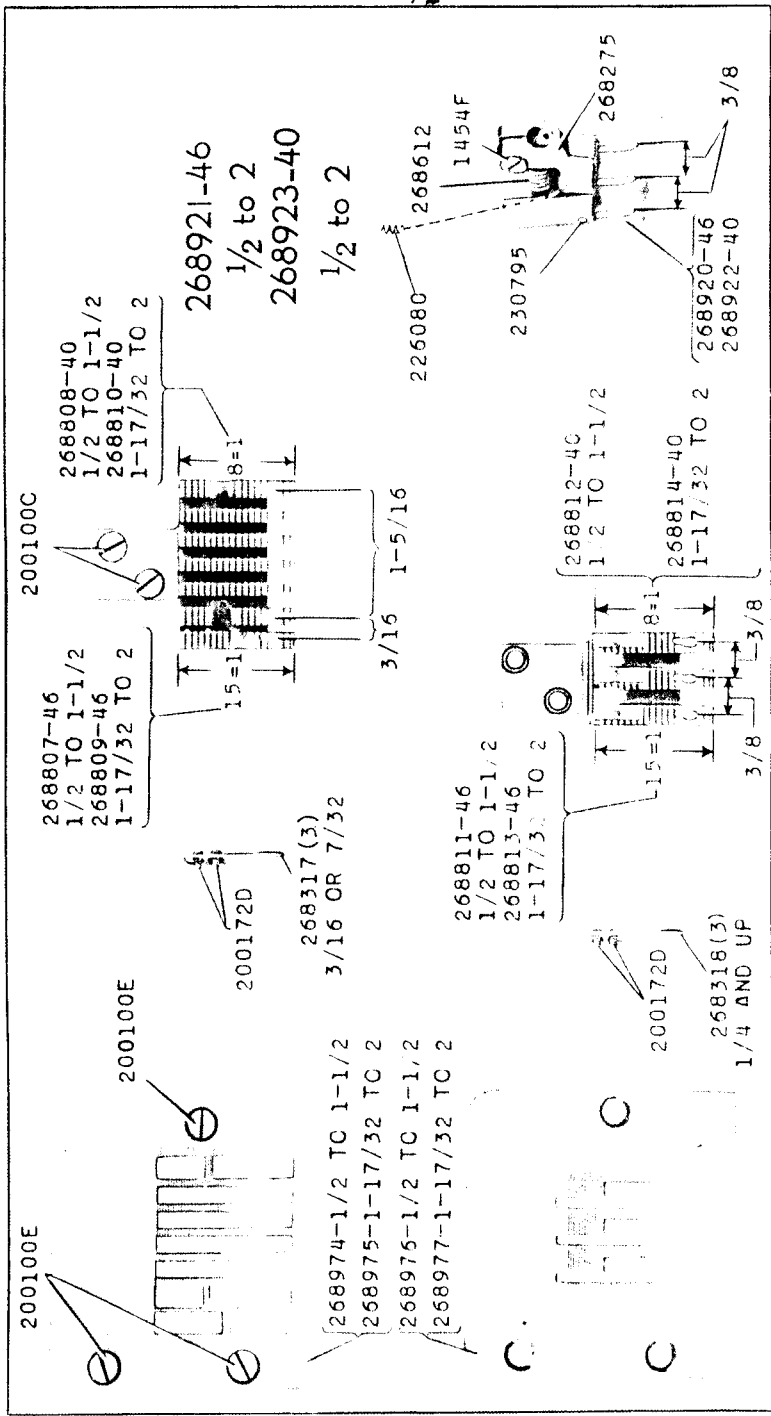 200100E
200100E
268974-1/2 TO 1-1/2
268975-1-17/32 TO 2
268975-1/2 TO 1-1/2
268977-1-17/32 TO 2
268807-46
1/2 TO 1-1/2
268809-46
1-17/32 TO 2
200100C
268808-40
1/2 TO 1-1/2
268810-40
1-17/32 TO 2
15=1
8=1
3/16
1-5/16
200172D
268317(3)
3/16 OR 7/32
268921-46
1/2 to 2
268923-40
1/2 to 2
268811-46
1/2 TO 1-1/2
268813-46
1-17/32 TO 2
268812-40
1/2 TO 1-1/2
268814-40
1-17/32 TO 2
15=1
8=1
3/8
3/8
200172D
268318(3)
1/4 AND UP
226080
268612
1454F
268275
230795
268920-46
268922-40
3/8